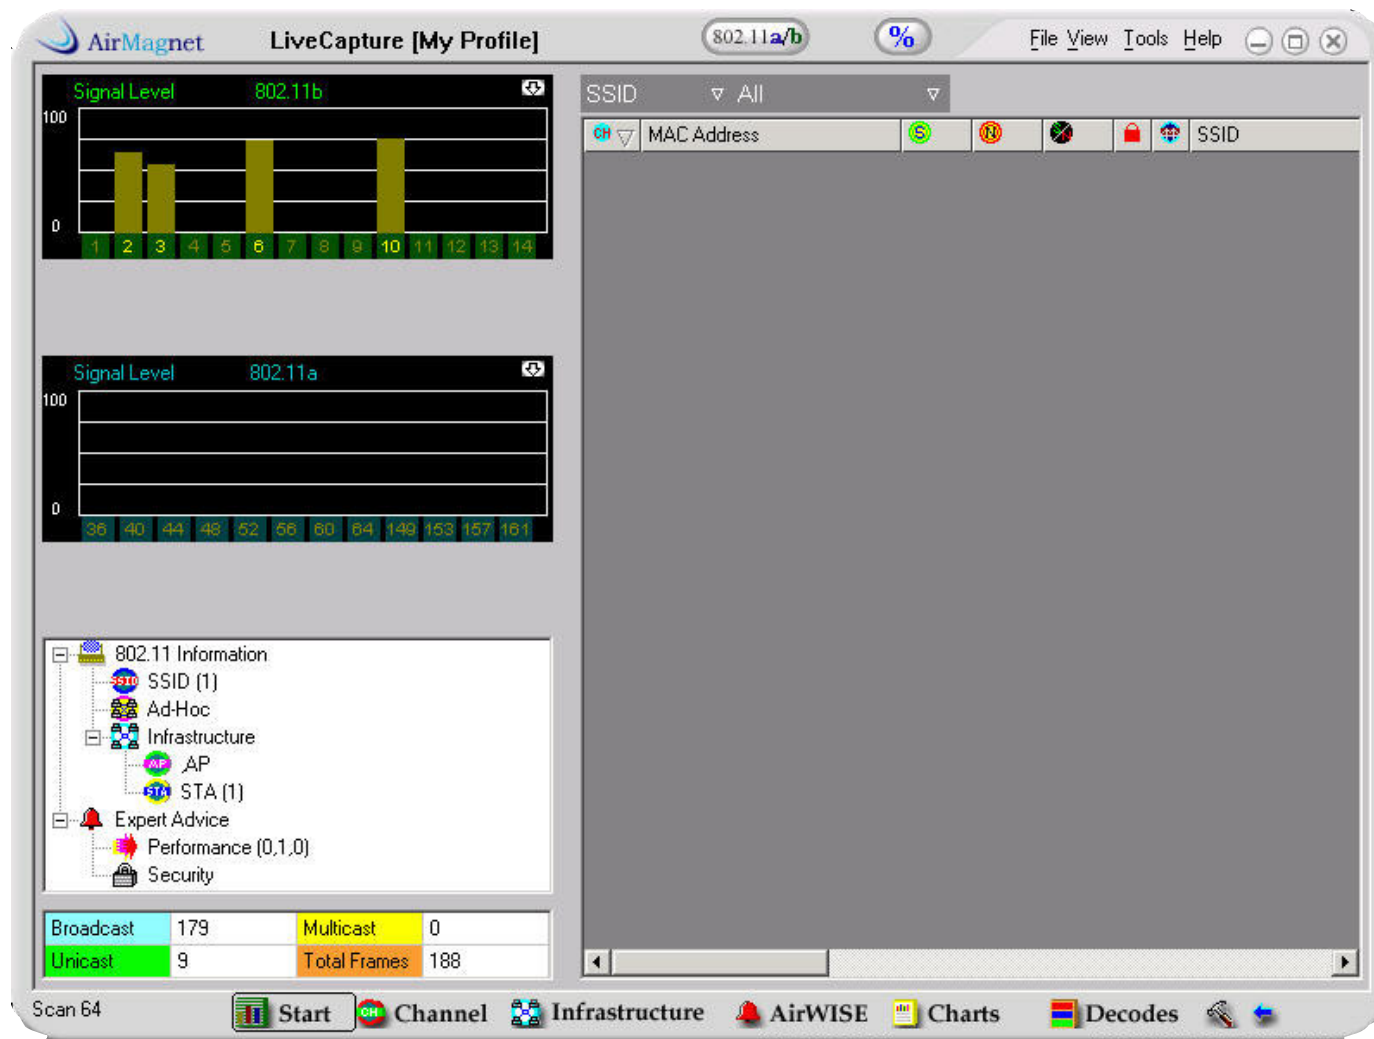 AirMagnet LiveCapture [My Profile] 802.11a/b % File View Tools Help
Signal Level 802.11b
100
0
1 2 3 4 5 6 7 8 9 10 11 12 13 14
Signal Level 802.11a
100
0
36 40 44 48 52 56 60 64 149 153 157 161
802.11 Information
SSID SSID (1)
Ad-Hoc
Infrastructure
AP AP
STA STA (1)
Expert Advice
Performance (0,1,0)
Security
Broadcast 179 Multicast 0
Unicast 9 Total Frames 188
SSID All
CH MAC Address S N SSID
Scan 64 Start CH Channel Infrastructure AirWISE Charts Decodes